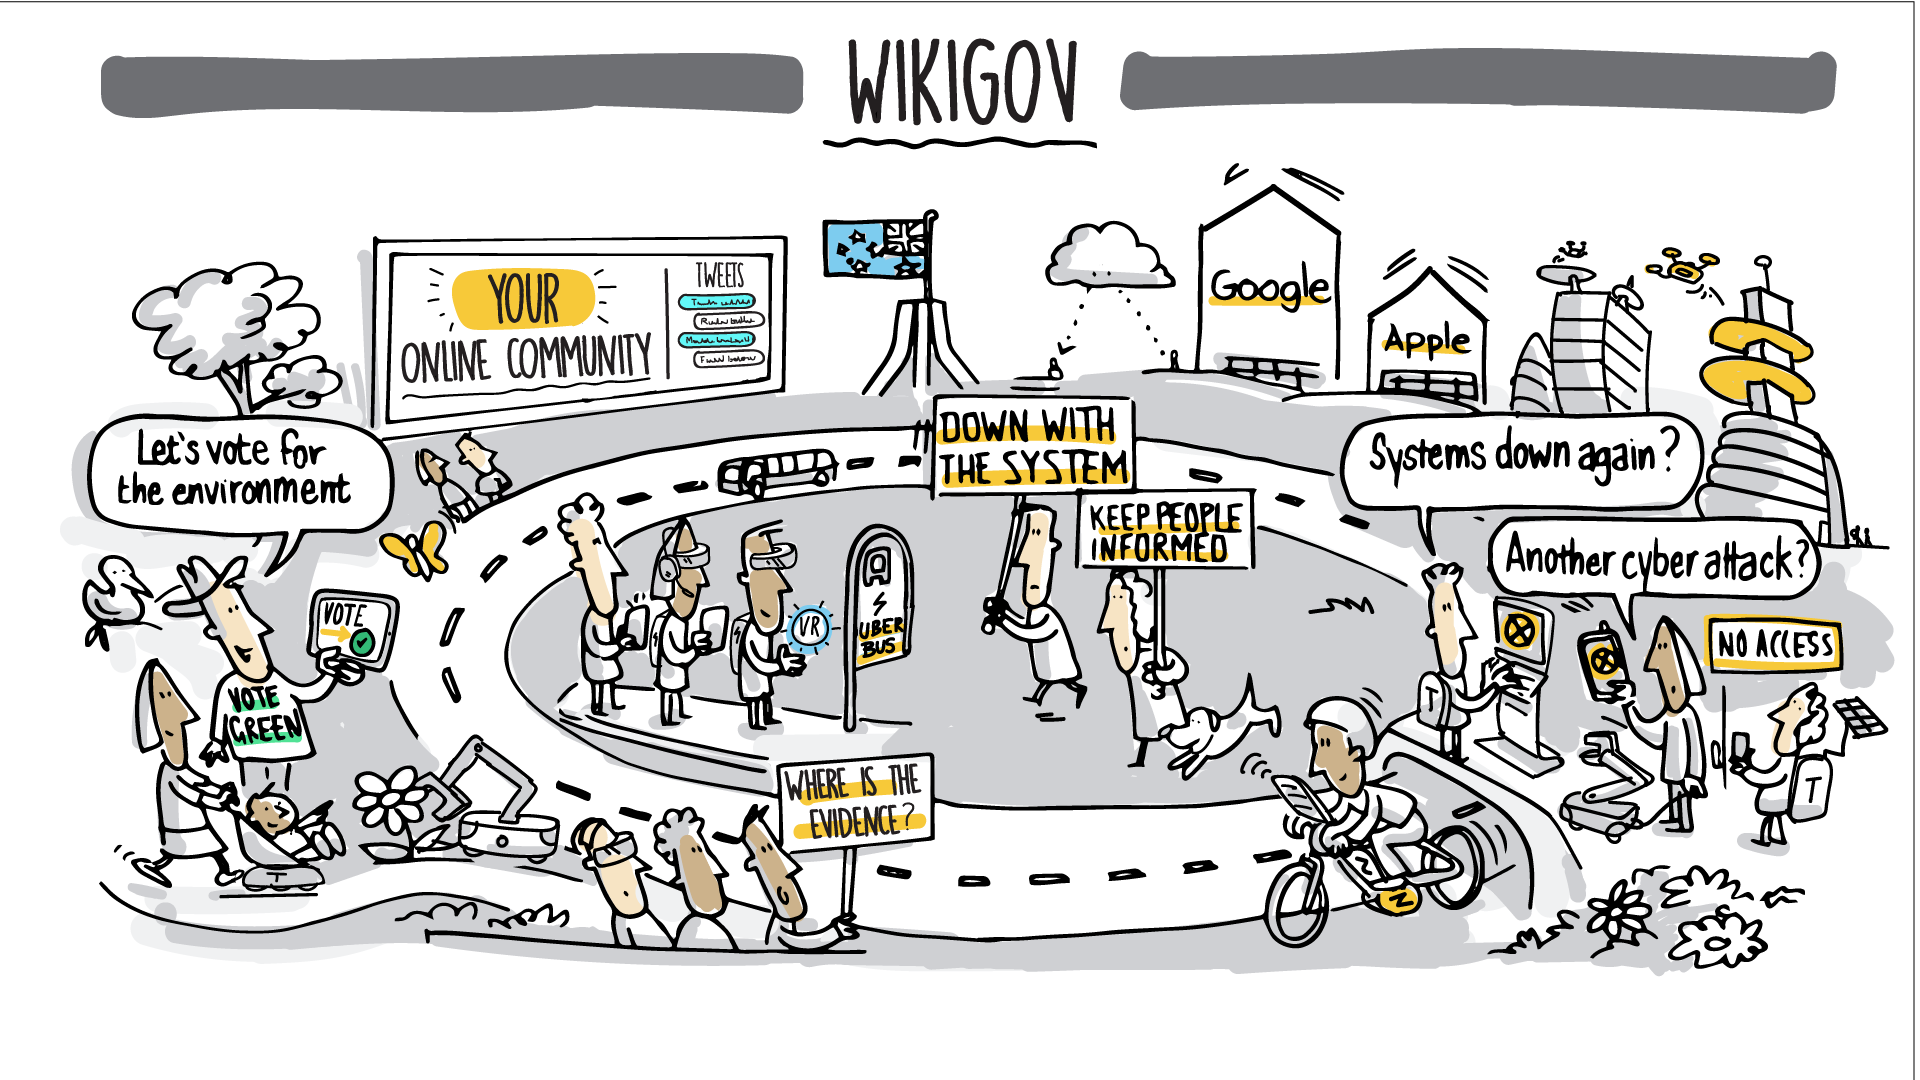 WIKIGOV
YOUR
ONLINE COMMUNITY
TWEETS
Google
Apple
DOWN WITH
THE SYSTEM
KEEP PEOPLE
INFORMED
Let's vote for
the environment
Systems down again?
Another cyber attack?
NO ACCESS
VOTE
VOTE
GREEN
VR
UBER
BUS
WHERE IS THE
EVIDENCE?
T
T
T
N